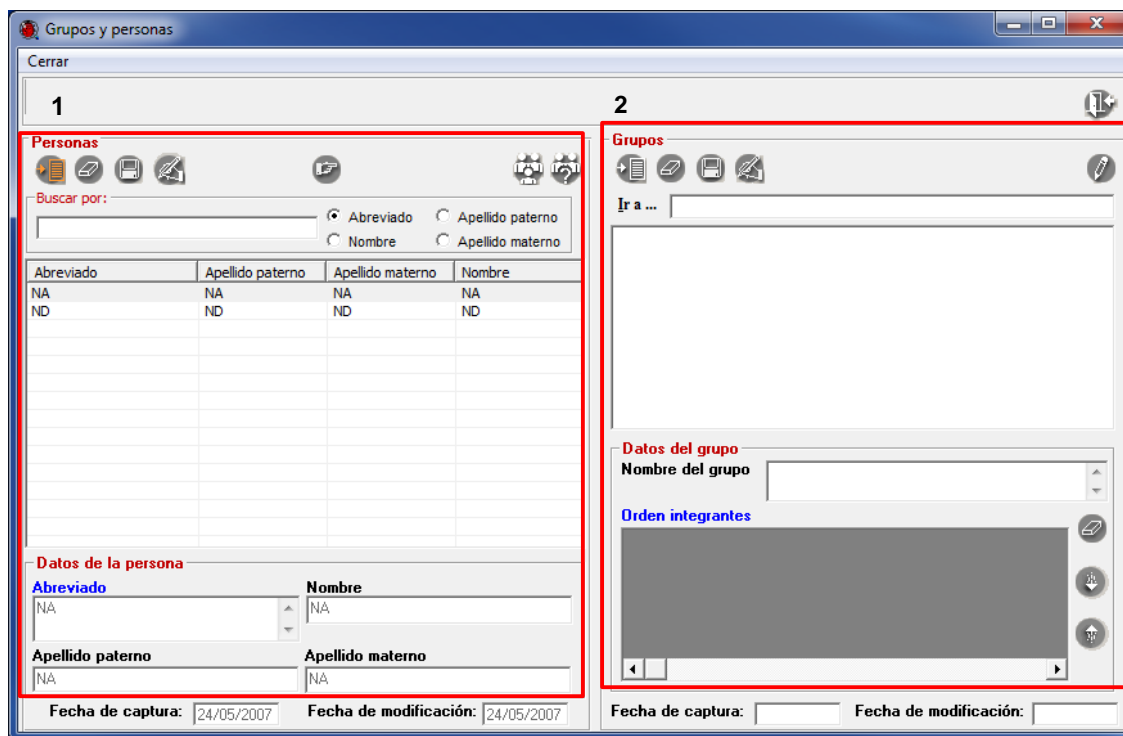 Grupos y personas
Cerrar
1
2
Personas
Buscar por:
Abreviado
Apellido paterno
Nombre
Apellido materno
Abreviado Apellido paterno Apellido materno Nombre
NA NA NA NA
ND ND ND ND
Datos de la persona
Abreviado
Nombre
NA
NA
Apellido paterno
Apellido materno
NA
NA
Fecha de captura: 24/05/2007 Fecha de modificación: 24/05/2007
Grupos
Ir a ...
Datos del grupo
Nombre del grupo
Orden integrantes
Fecha de captura: Fecha de modificación: